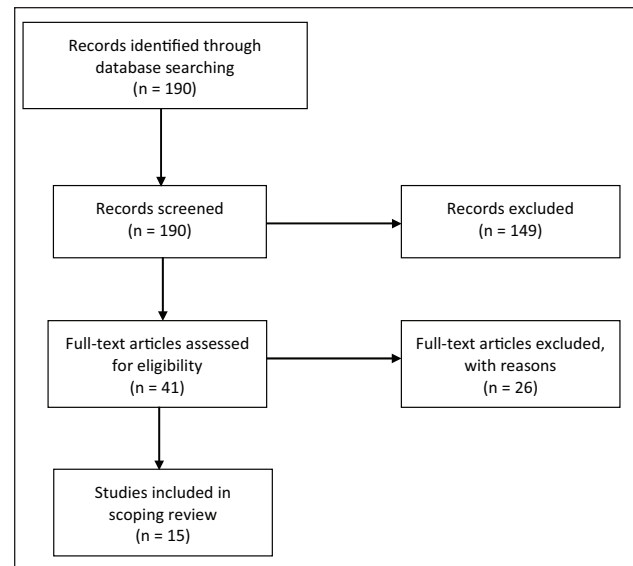 Records identified through
database searching
(n = 190)
Records screened
(n = 190)
Records excluded
(n = 149)
Full-text articles assessed
for eligibility
(n = 41)
Full-text articles excluded,
with reasons
(n = 26)
Studies included in
scoping review
(n = 15)